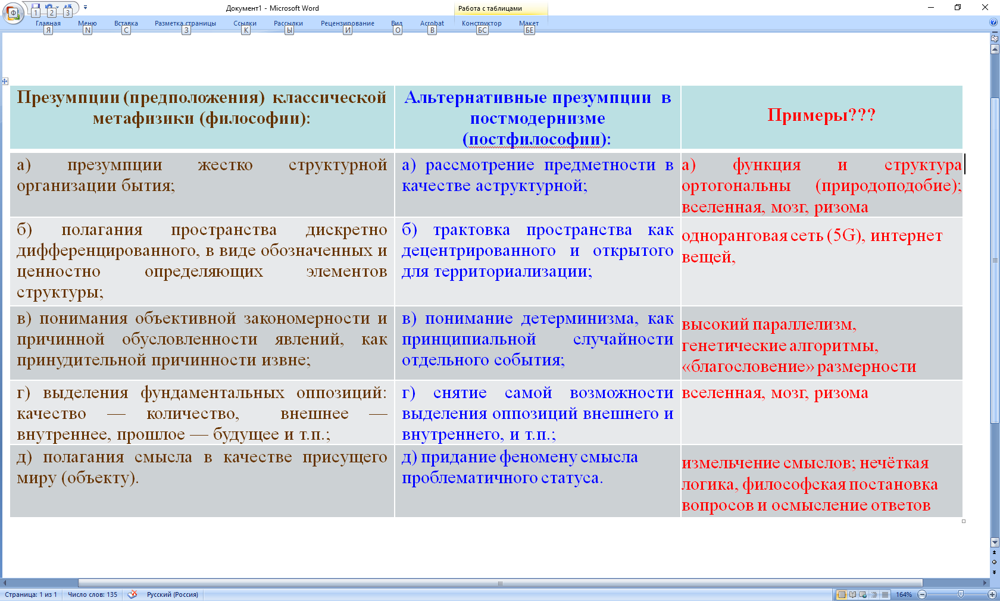 Документ1 - Microsoft Word
Работа с таблицами
Ф 1 2 3
Главная Меню Вставка Разметка страницы Ссылки Рассылки Рецензирование Вид Acrobat Конструктор Макет
Я N С З К Ы И О В БС БЕ
Презумпции (предположения) классической
метафизики (философии):
Альтернативные презумпции в
постмодернизме
(постфилософии):
Примеры???
а) презумпции жестко структурной
организации бытия;
а) рассмотрение предметности в
качестве аструктурной;
а) функция и структура
ортогональны (природоподобие);
вселенная, мозг, ризома
б) полагания пространства дискретно
дифференцированного, в виде обозначенных и
ценностно определяющих элементов
структуры;
б) трактовка пространства как
децентрированного и открытого
для территориализации;
одноранговая сеть (5G), интернет
вещей,
в) понимания объективной закономерности и
причинной обусловленности явлений, как
принудительной причинности извне;
в) понимание детерминизма, как
принципиальной случайности
отдельного события;
высокий параллелизм,
генетические алгоритмы,
«благословение» размерности
г) выделения фундаментальных оппозиций:
качество — количество, внешнее —
внутреннее, прошлое — будущее и т.п.;
г) снятие самой возможности
выделения оппозиций внешнего и
внутреннего, и т.п.;
вселенная, мозг, ризома
д) полагания смысла в качестве присущего
миру (объекту).
д) придание феномену смысла
проблематичного статуса.
измельчение смыслов; нечёткая
логика, философская постановка
вопросов и осмысление ответов
Страница: 1 из 1 Число слов: 135 Русский (Россия) 164%